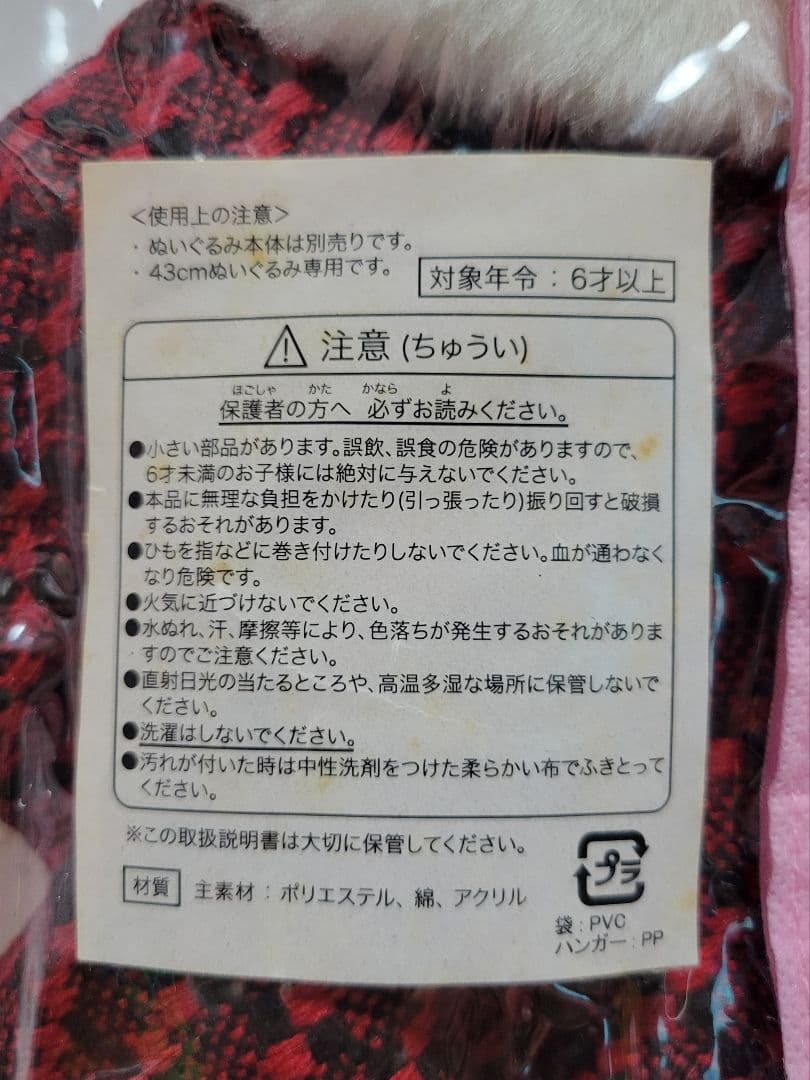 <使用上の注意>
・ぬいぐるみ本体は別売りです。
・43cmぬいぐるみ専用です。
対象年令：6才以上
注意 (ちゅうい)
ほごしゃ かた かなら よ
保護者の方へ 必ずお読みください。
●小さい部品があります。誤飲、誤食の危険がありますので、
6才未満のお子様には絶対に与えないでください。
●本品に無理な負担をかけたり(引っ張ったり)振り回すと破損
するおそれがあります。
●ひもを指などに巻き付けたりしないでください。血が通わなく
なり危険です。
●火気に近づけないでください。
●水ぬれ、汗、摩擦等により、色落ちが発生するおそれがありま
すのでご注意ください。
●直射日光の当たるところや、高温多湿な場所に保管しないで
ください。
●洗濯はしないでください。
●汚れが付いた時は中性洗剤をつけた柔らかい布でふきとって
ください。
※この取扱説明書は大切に保管してください。
材質 主素材：ポリエステル、綿、アクリル
プラ
袋：PVC
ハンガー：PP